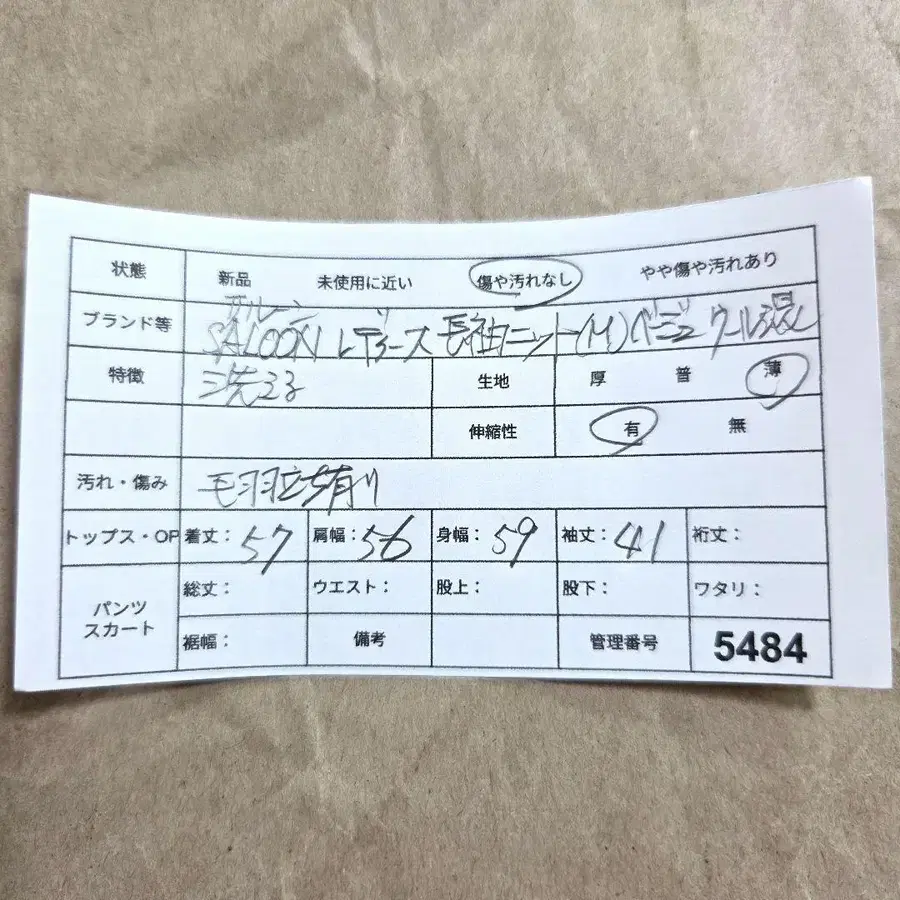 状態 新品 未使用に近い 傷や汚れなし やや傷や汚れあり
サルーン
ブランド等 SALOON レディース 長袖ニット(M)ベージュ ウール混
特徴 洗える 生地 厚 普 薄
伸縮性 有 無
汚れ・傷み 毛羽立ち有り
トップス・OP 着丈: 57 肩幅: 56 身幅: 59 袖丈: 41 裄丈:
パンツ スカート 総丈: ウエスト: 股上: 股下: ワタリ:
裾幅: 備考 管理番号 5484